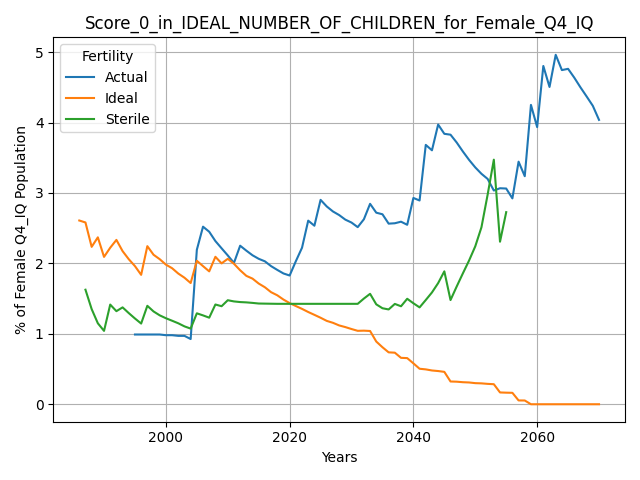 Score_0_in_IDEAL_NUMBER_OF_CHILDREN_for_Female_Q4_IQ
Fertility
Actual
Ideal
Sterile
% of Female Q4_IQ Population
5
4
3
2
1
0
2000
2020
2040
2060
Years